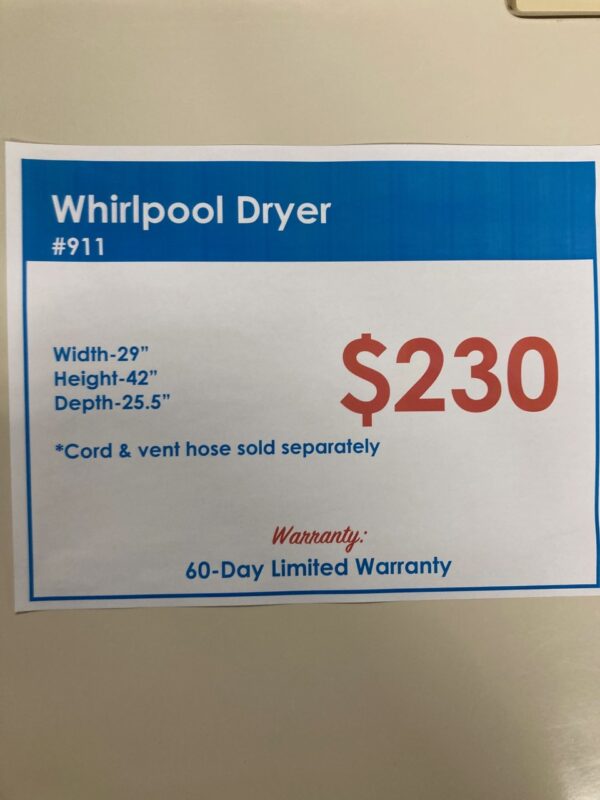 Whirlpool Dryer
#911
Width-29”
Height-42”
Depth-25.5”
$230
*Cord & vent hose sold separately
Warranty:
60-Day Limited Warranty